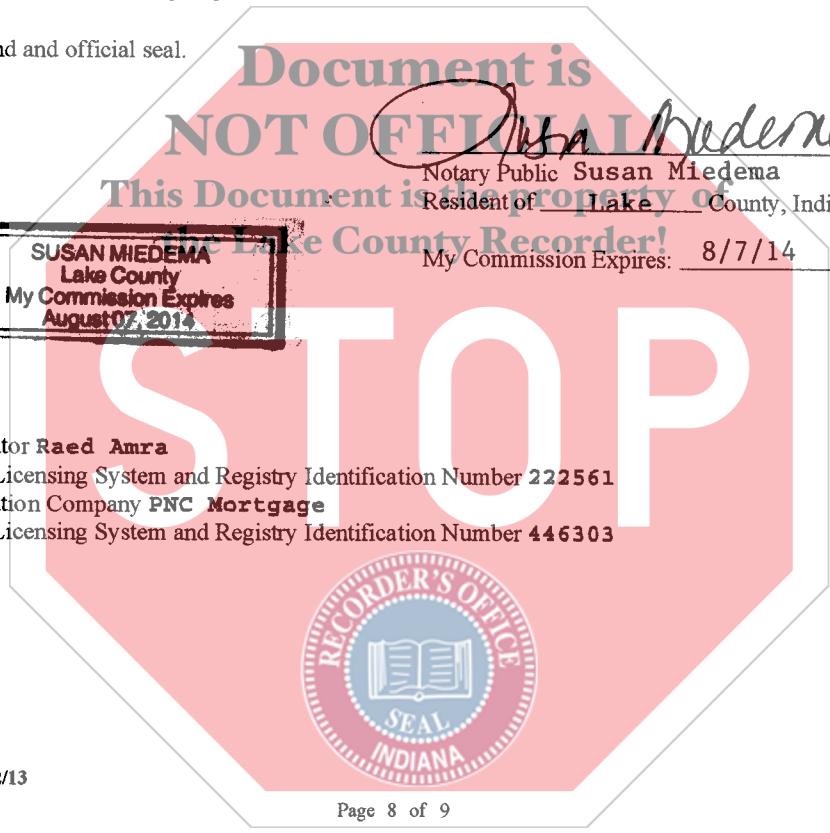 nd and official seal.
Document is
NOT OFFICIAL!
This Document is the property of
the Lake County Recorder!
Susan Miedema
Notary Public Susan Miedema
Resident of Lake County, Indi
My Commission Expires: 8/7/14
SUSAN MIEDEMA
Lake County
My Commission Expires
August 07, 2014
STOP
tor Raed Amra
Licensing System and Registry Identification Number 222561
tion Company PNC Mortgage
Licensing System and Registry Identification Number 446303
RECORDER'S OFFICE
SEAL
INDIANA
/13
Page 8 of 9